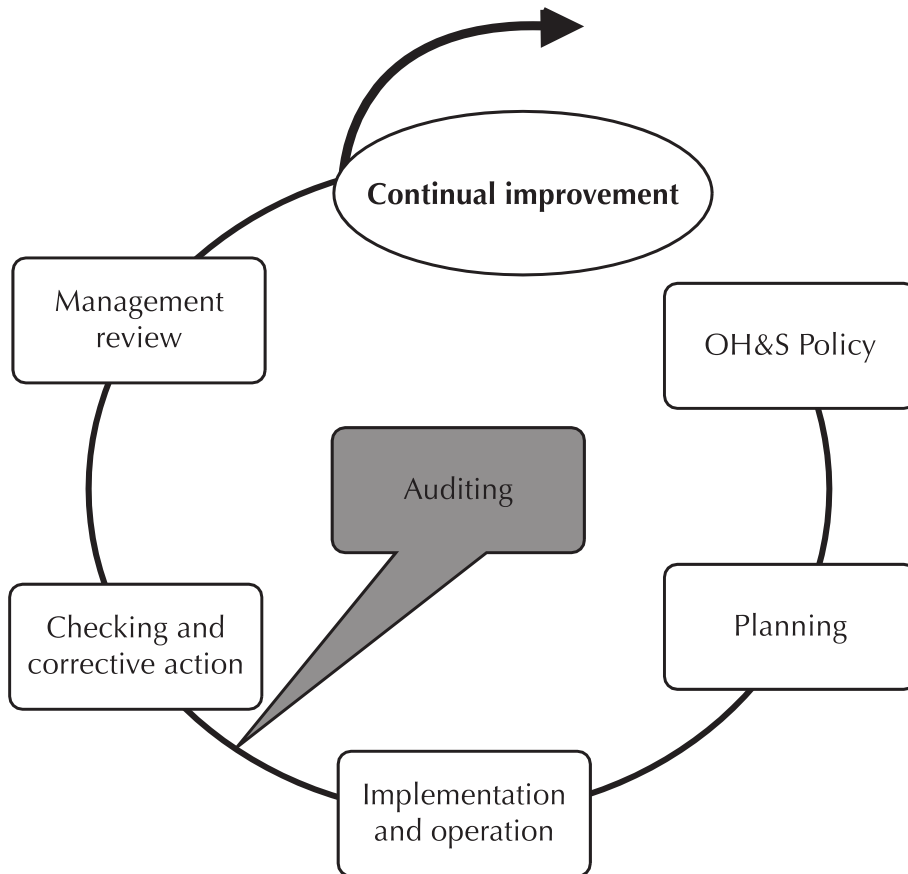 Continual improvement
Management
review
OH&S Policy
Auditing
Checking and
corrective action
Planning
Implementation
and operation